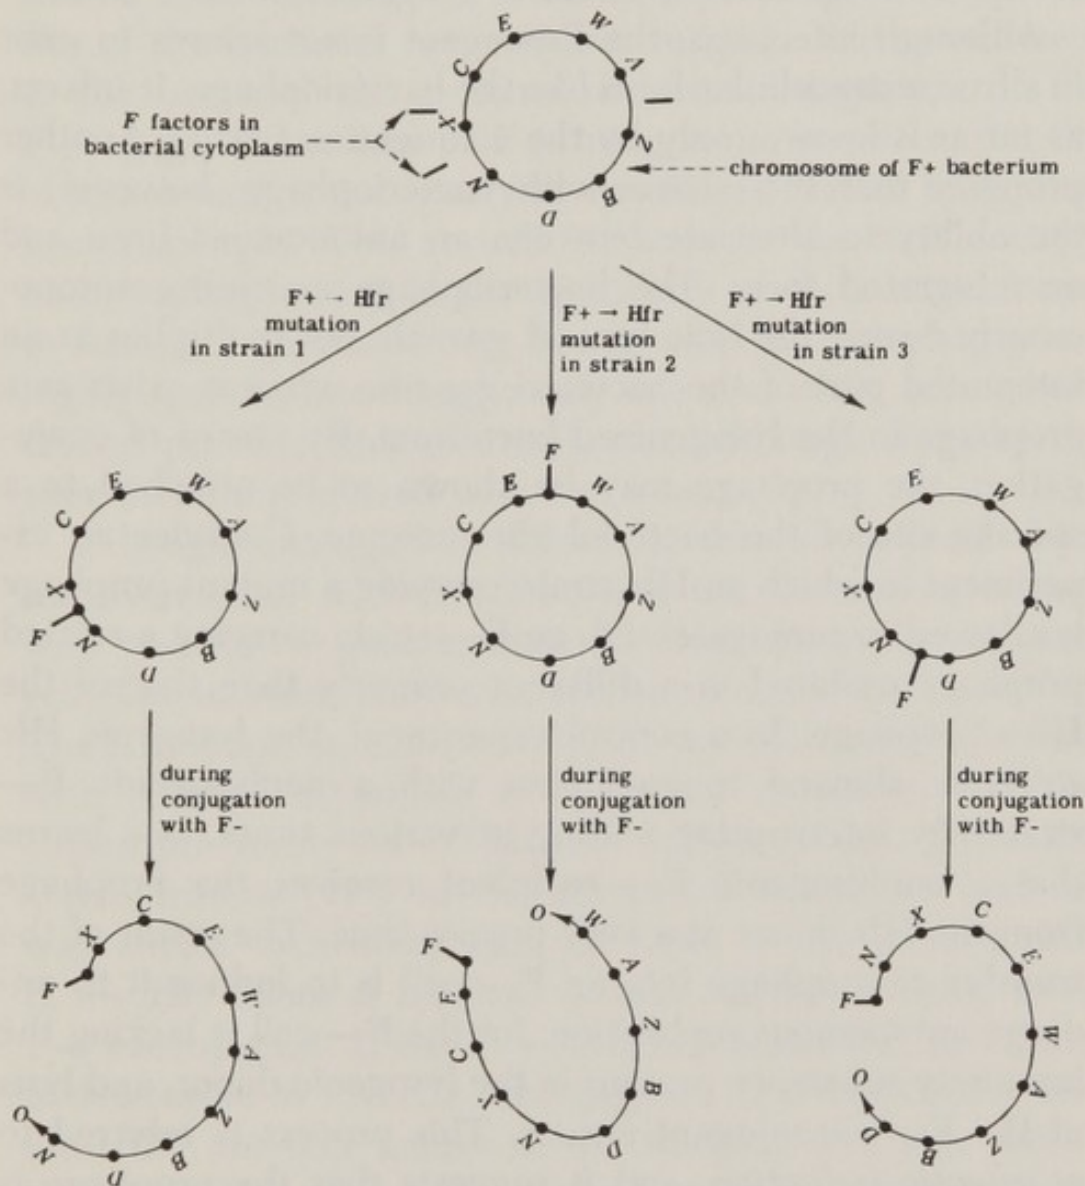 E W
C A
F factors in
bacterial cytoplasm
X Z
N B
D
chromosome of F+ bacterium
F+ → Hfr
mutation
in strain 1
F+ → Hfr
mutation
in strain 2
F+ → Hfr
mutation
in strain 3
E W
C A
X Z
F N B
D
F
E W
C A
X Z
N B
D
E W
C A
X Z
N B
F D
during
conjugation
with F-
during
conjugation
with F-
during
conjugation
with F-
C
X E
F W
A
O Z
N D B
O W
F A
E Z
C B
X N D
X C
N E
F W
O A
D B Z